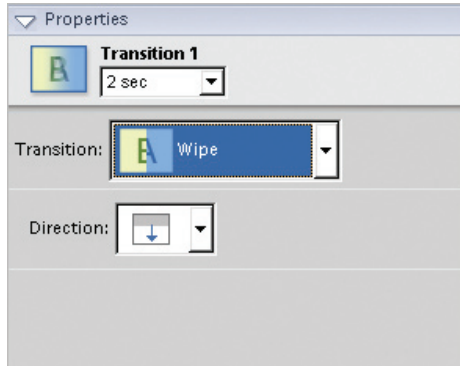 Properties
Transition 1
2 sec
Transition:
Wipe
Direction: